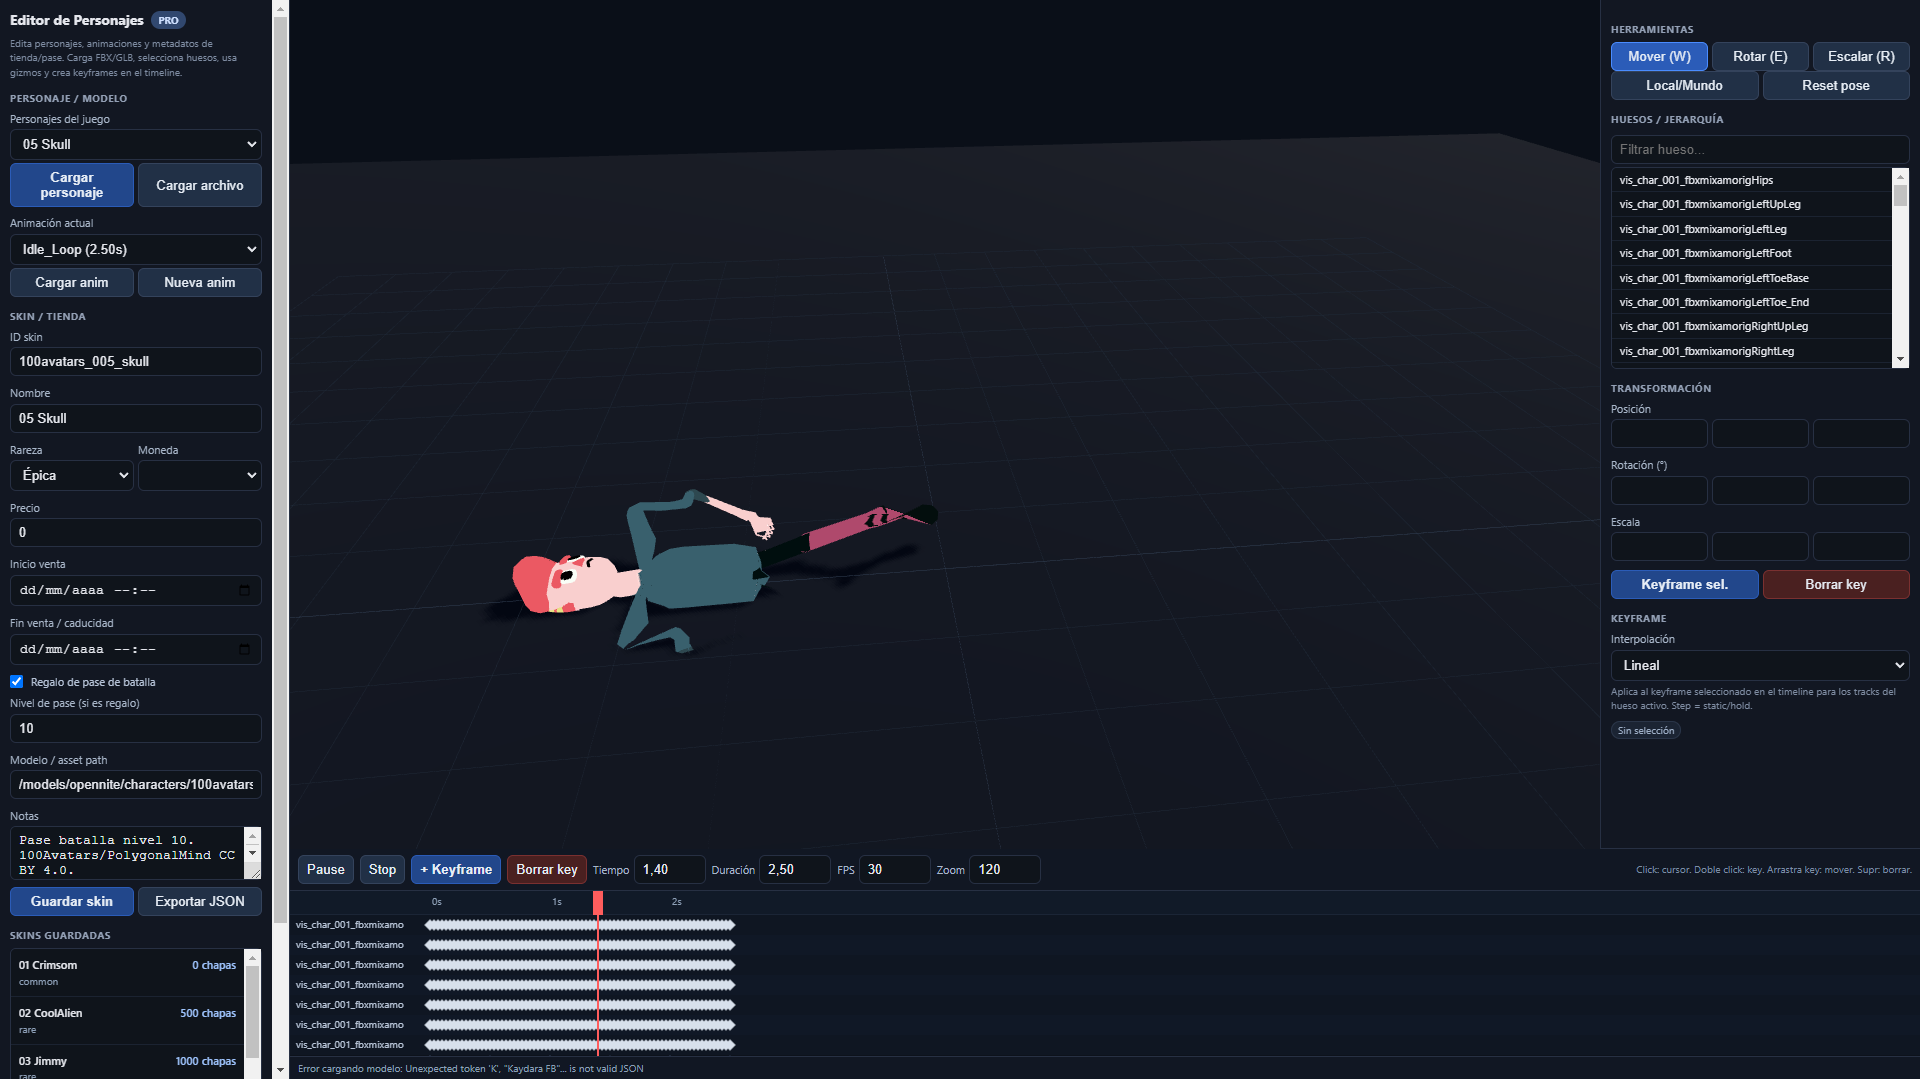 Editor de Personajes PRO
Edita personajes, animaciones y metadatos de
tienda/pase. Carga FBX/GLB, selecciona huesos, usa
gizmos y crea keyframes en el timeline.
PERSONAJE / MODELO
Personajes del juego
05 Skull
Cargar personaje
Cargar archivo
Animación actual
Idle_Loop (2.50s)
Cargar anim
Nueva anim
SKIN / TIENDA
ID skin
100avatars_005_skull
Nombre
05 Skull
Rareza Moneda
Épica
Precio
0
Inicio venta
dd/mm/aaaa --:--
Fin venta / caducidad
dd/mm/aaaa --:--
Regalo de pase de batalla
Nivel de pase (si es regalo)
10
Modelo / asset path
/models/opennite/characters/100avatars
Notas
Pase batalla nivel 10.
100Avatars/PolygonalMind CC
BY 4.0.
Guardar skin
Exportar JSON
SKINS GUARDADAS
01 Crimsom 0 chapas
common
02 CoolAlien 500 chapas
rare
03 Jimmy 1000 chapas
rare
Pause Stop + Keyframe Borrar key Tiempo 1,40 Duración 2,50 FPS 30 Zoom 120
Click: cursor. Doble click: key. Arrastra key: mover. Supr: borrar.
0s 1s 2s
vis_char_001_fbxmixamo
vis_char_001_fbxmixamo
vis_char_001_fbxmixamo
vis_char_001_fbxmixamo
vis_char_001_fbxmixamo
vis_char_001_fbxmixamo
vis_char_001_fbxmixamo
Error cargando modelo: Unexpected token 'K', "Kaydara FB"... is not valid JSON
HERRAMIENTAS
Mover (W) Rotar (E) Escalar (R)
Local/Mundo Reset pose
HUESOS / JERARQUÍA
Filtrar hueso...
vis_char_001_fbxmixamorigHips
vis_char_001_fbxmixamorigLeftUpLeg
vis_char_001_fbxmixamorigLeftLeg
vis_char_001_fbxmixamorigLeftFoot
vis_char_001_fbxmixamorigLeftToeBase
vis_char_001_fbxmixamorigLeftToe_End
vis_char_001_fbxmixamorigRightUpLeg
vis_char_001_fbxmixamorigRightLeg
TRANSFORMACIÓN
Posición
Rotación (°)
Escala
Keyframe sel. Borrar key
KEYFRAME
Interpolación
Lineal
Aplica al keyframe seleccionado en el timeline para los tracks del
hueso activo. Step = static/hold.
Sin selección